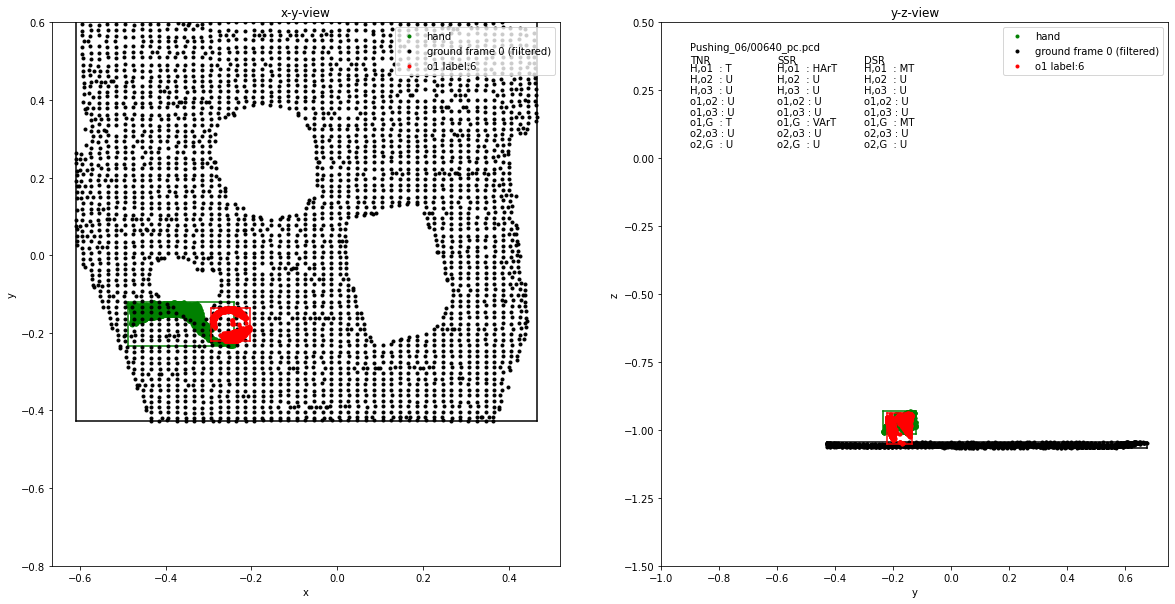 x-y-view
hand
ground frame 0 (filtered)
o1 label:6
0.6
0.4
0.2
0.0
−0.2
−0.4
−0.6
−0.8
y
−0.6 −0.4 −0.2 0.0 0.2 0.4
x
y-z-view
hand
ground frame 0 (filtered)
o1 label:6
Pushing_06/00640_pc.pcd
TNR SSR DSR
H,o1 : T H,o1 : HArT H,o1 : MT
H,o2 : U H,o2 : U H,o2 : U
H,o3 : U H,o3 : U H,o3 : U
o1,o2 : U o1,o2 : U o1,o2 : U
o1,o3 : U o1,o3 : U o1,o3 : U
o1,G : T o1,G : VArT o1,G : MT
o2,o3 : U o2,o3 : U o2,o3 : U
o2,G : U o2,G : U o2,G : U
0.50
0.25
0.00
−0.25
−0.50
−0.75
−1.00
−1.25
−1.50
z
−1.0 −0.8 −0.6 −0.4 −0.2 0.0 0.2 0.4 0.6
y